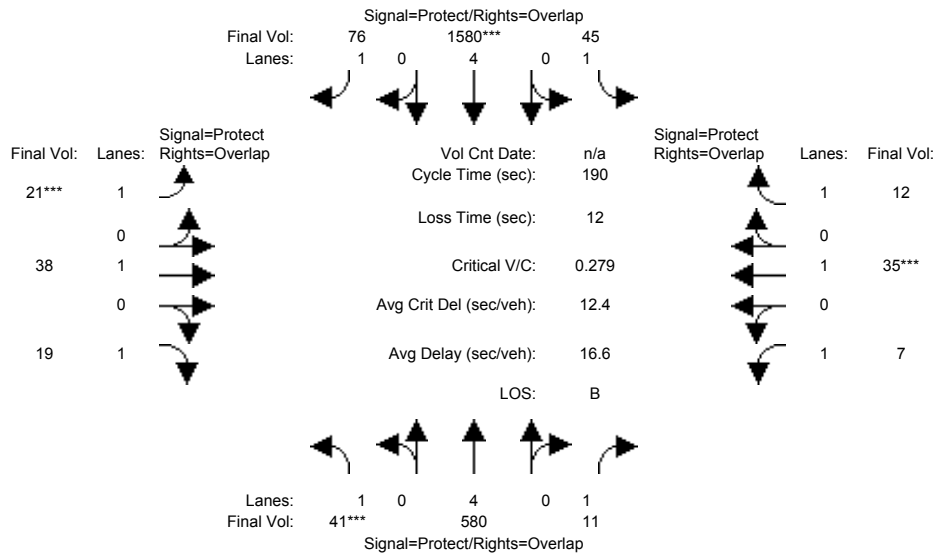 Signal=Protect/Rights=Overlap
Final Vol: 76 1580*** 45
Lanes: 1 0 4 0 1
Signal=Protect
Rights=Overlap
Final Vol: Lanes:
Vol Cnt Date: n/a
Signal=Protect
Rights=Overlap
Lanes: Final Vol:
Cycle Time (sec): 190
21*** 1
1 12
Loss Time (sec): 12
0
0
38 1
Critical V/C: 0.279
1 35***
0
Avg Crit Del (sec/veh): 12.4
0
19 1
Avg Delay (sec/veh): 16.6
1 7
LOS: B
Lanes: 1 0 4 0 1
Final Vol: 41*** 580 11
Signal=Protect/Rights=Overlap